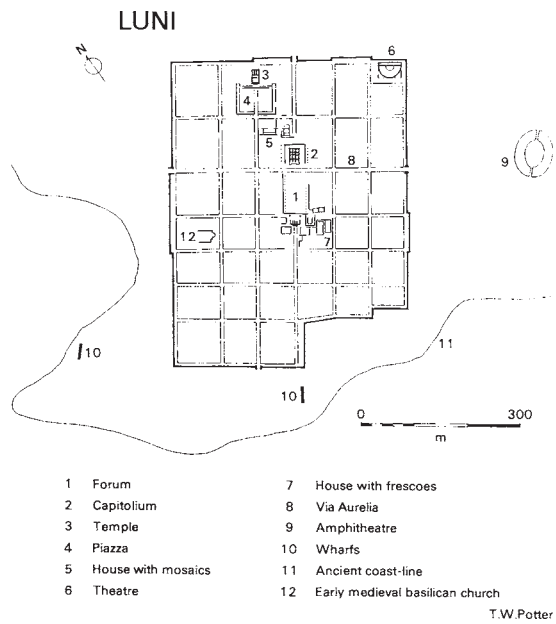 LUNI
N
6
3
4
5
2
8
9
1
12
7
10
11
10
0 300
m
1 Forum
2 Capitolium
3 Temple
4 Piazza
5 House with mosaics
6 Theatre
7 House with frescoes
8 Via Aurelia
9 Amphitheatre
10 Wharfs
11 Ancient coast-line
12 Early medieval basilican church
T.W.Potter